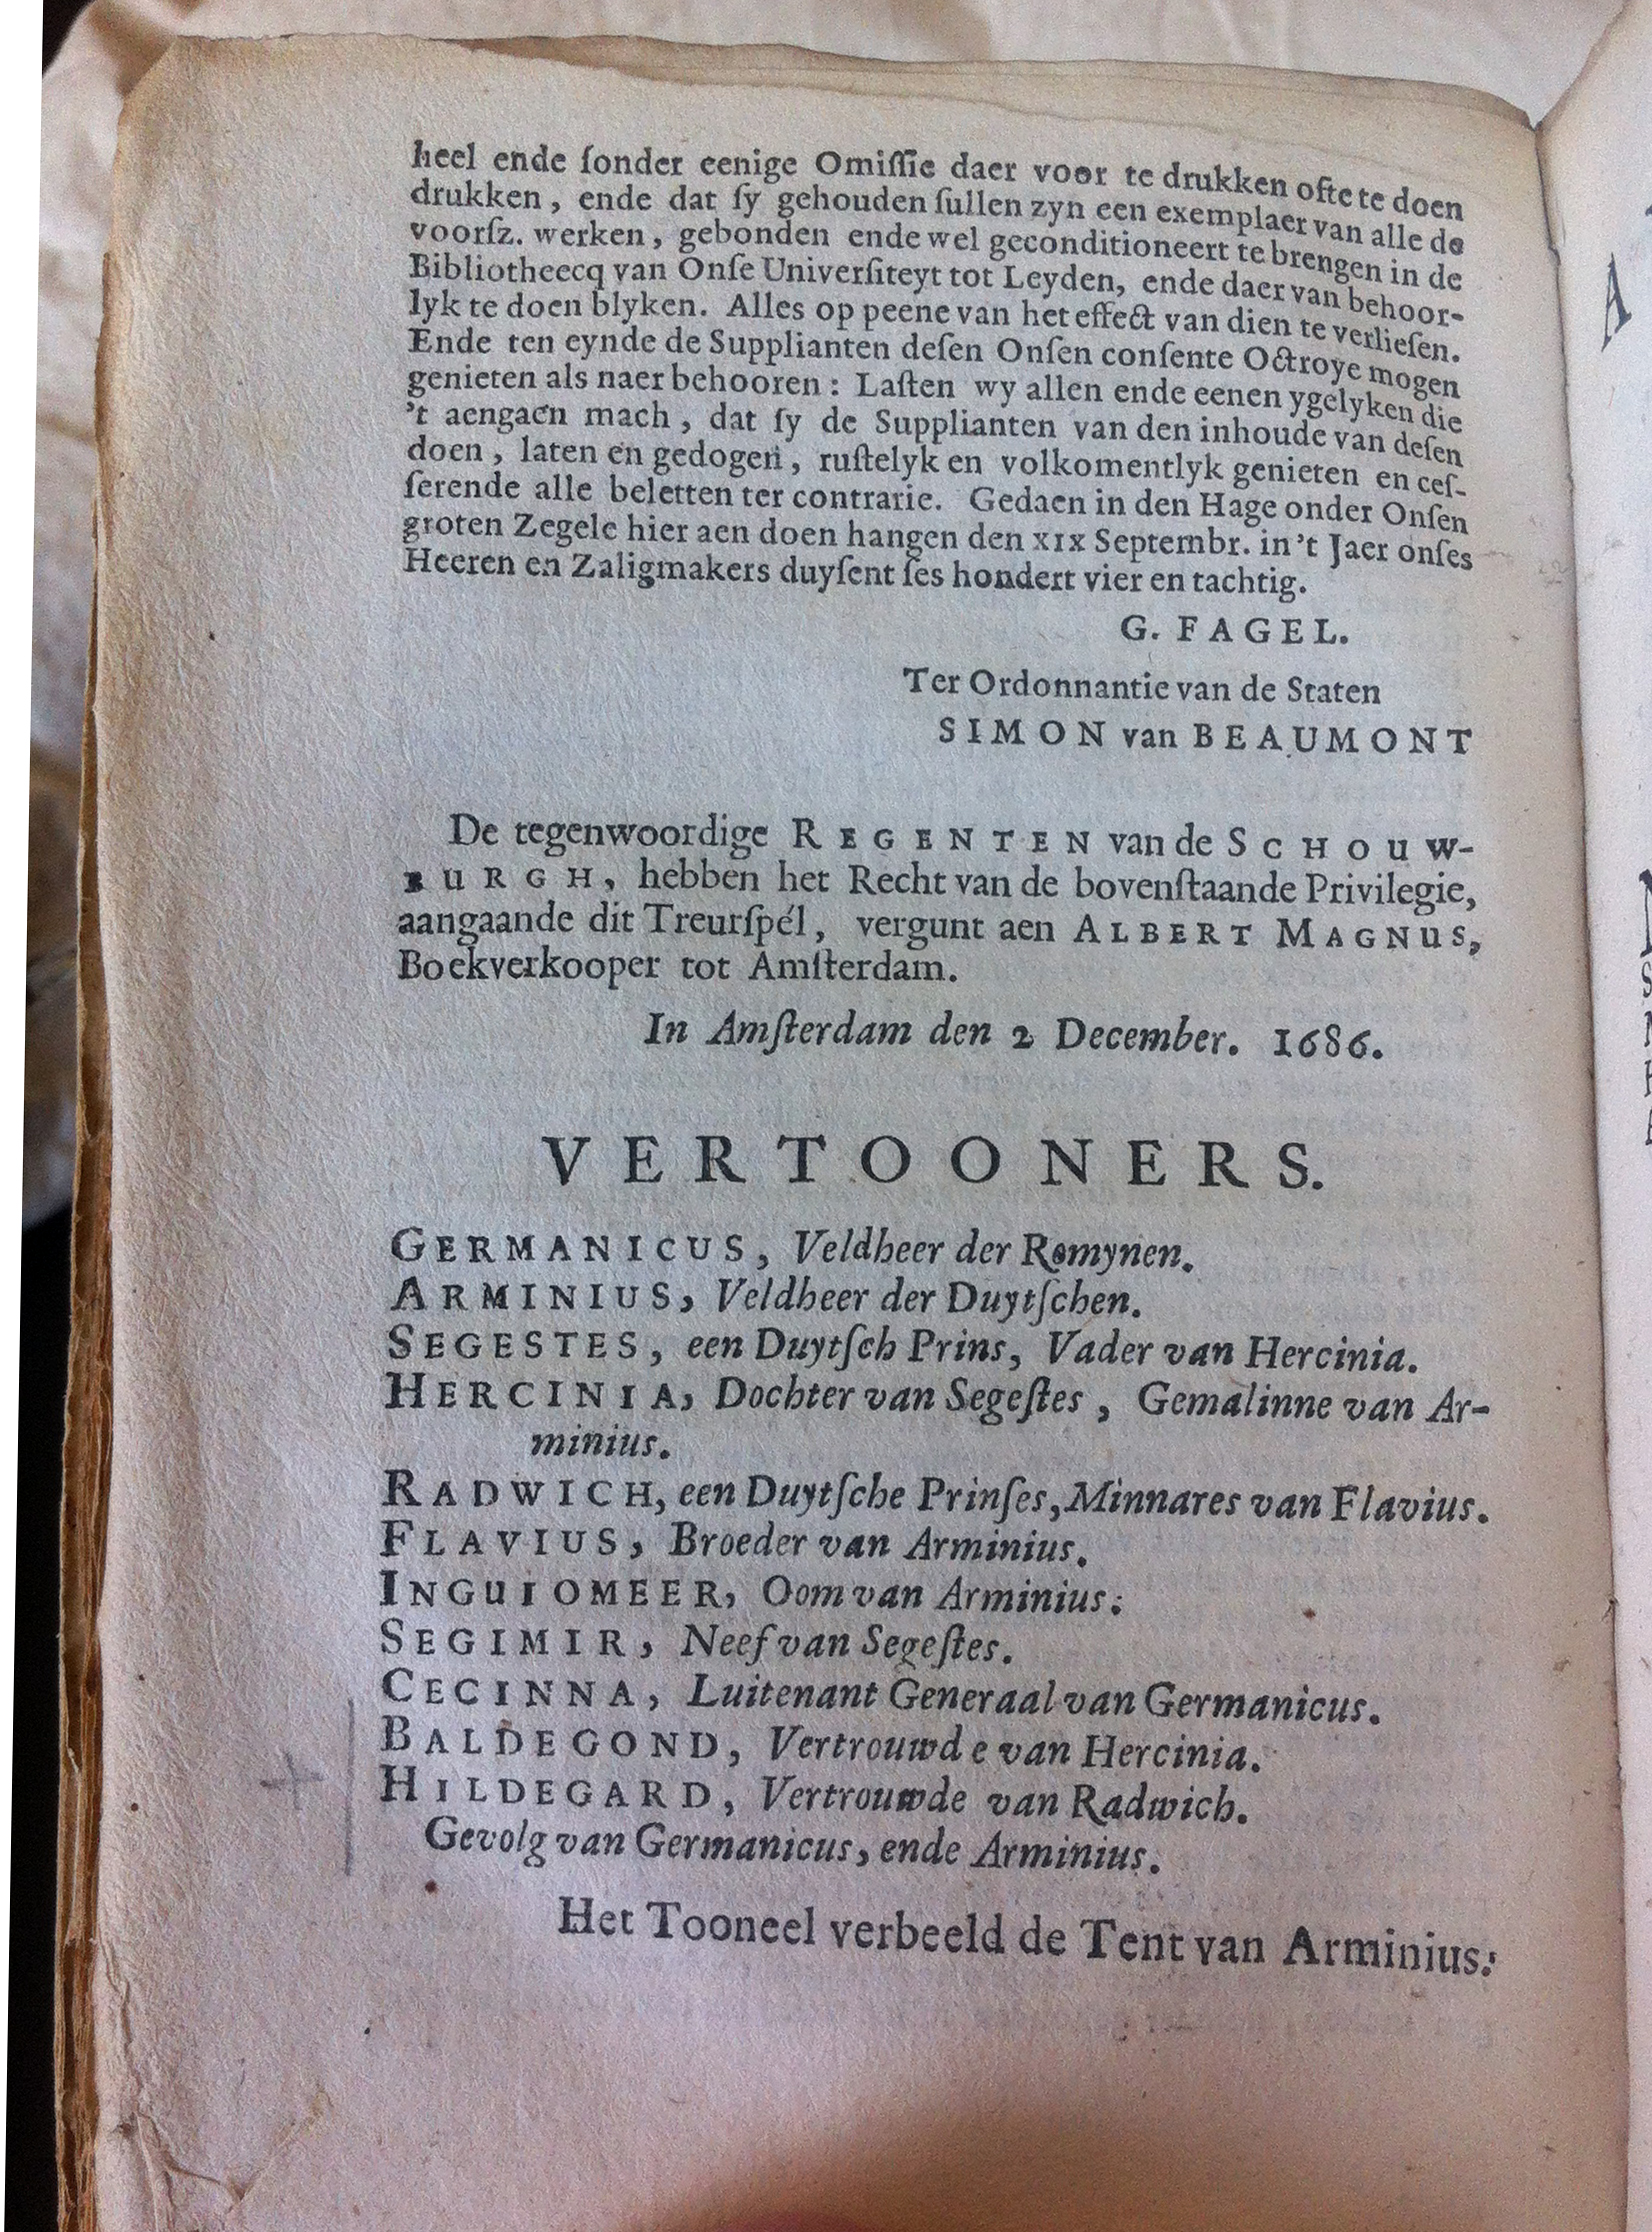 heel ende ſonder eenige Omiſſie daer voor te drukken ofte te doen
drukken, ende dat ſy gehouden ſullen zyn een exemplaer van alle de
voorſz. werken, gebonden ende wel geconditioneert te brengen in de
Bibliotheecq van Onſe Univerſiteyt tot Leyden, ende daer van behoor-
lyk te doen blyken. Alles op peene van het effect van dien te verlieſen.
Ende ten eynde de Supplianten deſen Onſen conſente Octroye mogen
genieten als naer behooren: Laſten wy allen ende eenen ygelyken die
't aengaen mach, dat ſy de Supplianten van den inhoude van deſen
doen, laten en gedogen, ruſtelyk en volkomentlyk genieten en ceſ-
ſerende alle beletten ter contrarie. Gedaen in den Hage onder Onſen
groten Zegele hier aen doen hangen den XIX Septembr. in 't Jaer onſes
Heeren en Zaligmakers duyſent ſes hondert vier en tachtig.
G. FAGEL.
Ter Ordonnantie van de Staten
SIMON van BEAUMONT
De tegenwoordige REGENTEN van de SCHOUW-
BURGH, hebben het Recht van de bovenſtaande Privilegie,
aangaande dit Treurſpél, vergunt aen ALBERT MAGNUS,
Boekverkooper tot Amſterdam.
In Amſterdam den 2 December. 1686.
VERTOONERS.
GERMANICUS, Veldheer der Romynen.
ARMINIUS, Veldheer der Duytſchen.
SEGESTES, een Duytſch Prins, Vader van Hercinia.
HERCINIA, Dochter van Segeſtes, Gemalinne van Ar-
minius.
RADWICH, een Duytſche Prinſes, Minnares van Flavius.
FLAVIUS, Broeder van Arminius.
INGUIOMEER, Oom van Arminius.
SEGIMIR, Neef van Segeſtes.
CECINNA, Luitenant Generaal van Germanicus.
BALDEGOND, Vertrouwde van Hercinia.
HILDEGARD, Vertrouwde van Radwich.
Gevolg van Germanicus, ende Arminius.
Het Tooneel verbeeld de Tent van Arminius.